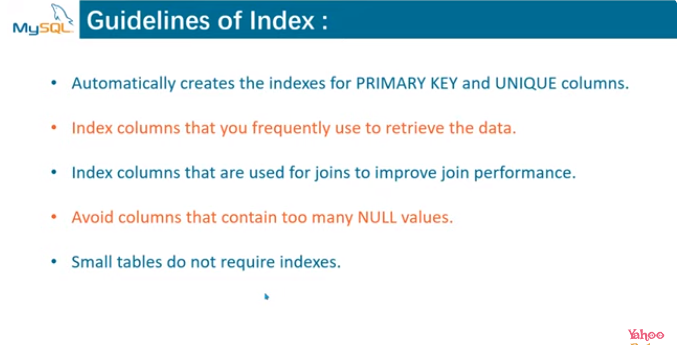 MySQL
Guidelines of Index :
• Automatically creates the indexes for PRIMARY KEY and UNIQUE columns.
• Index columns that you frequently use to retrieve the data.
• Index columns that are used for joins to improve join performance.
• Avoid columns that contain too many NULL values.
• Small tables do not require indexes.
Yahoo